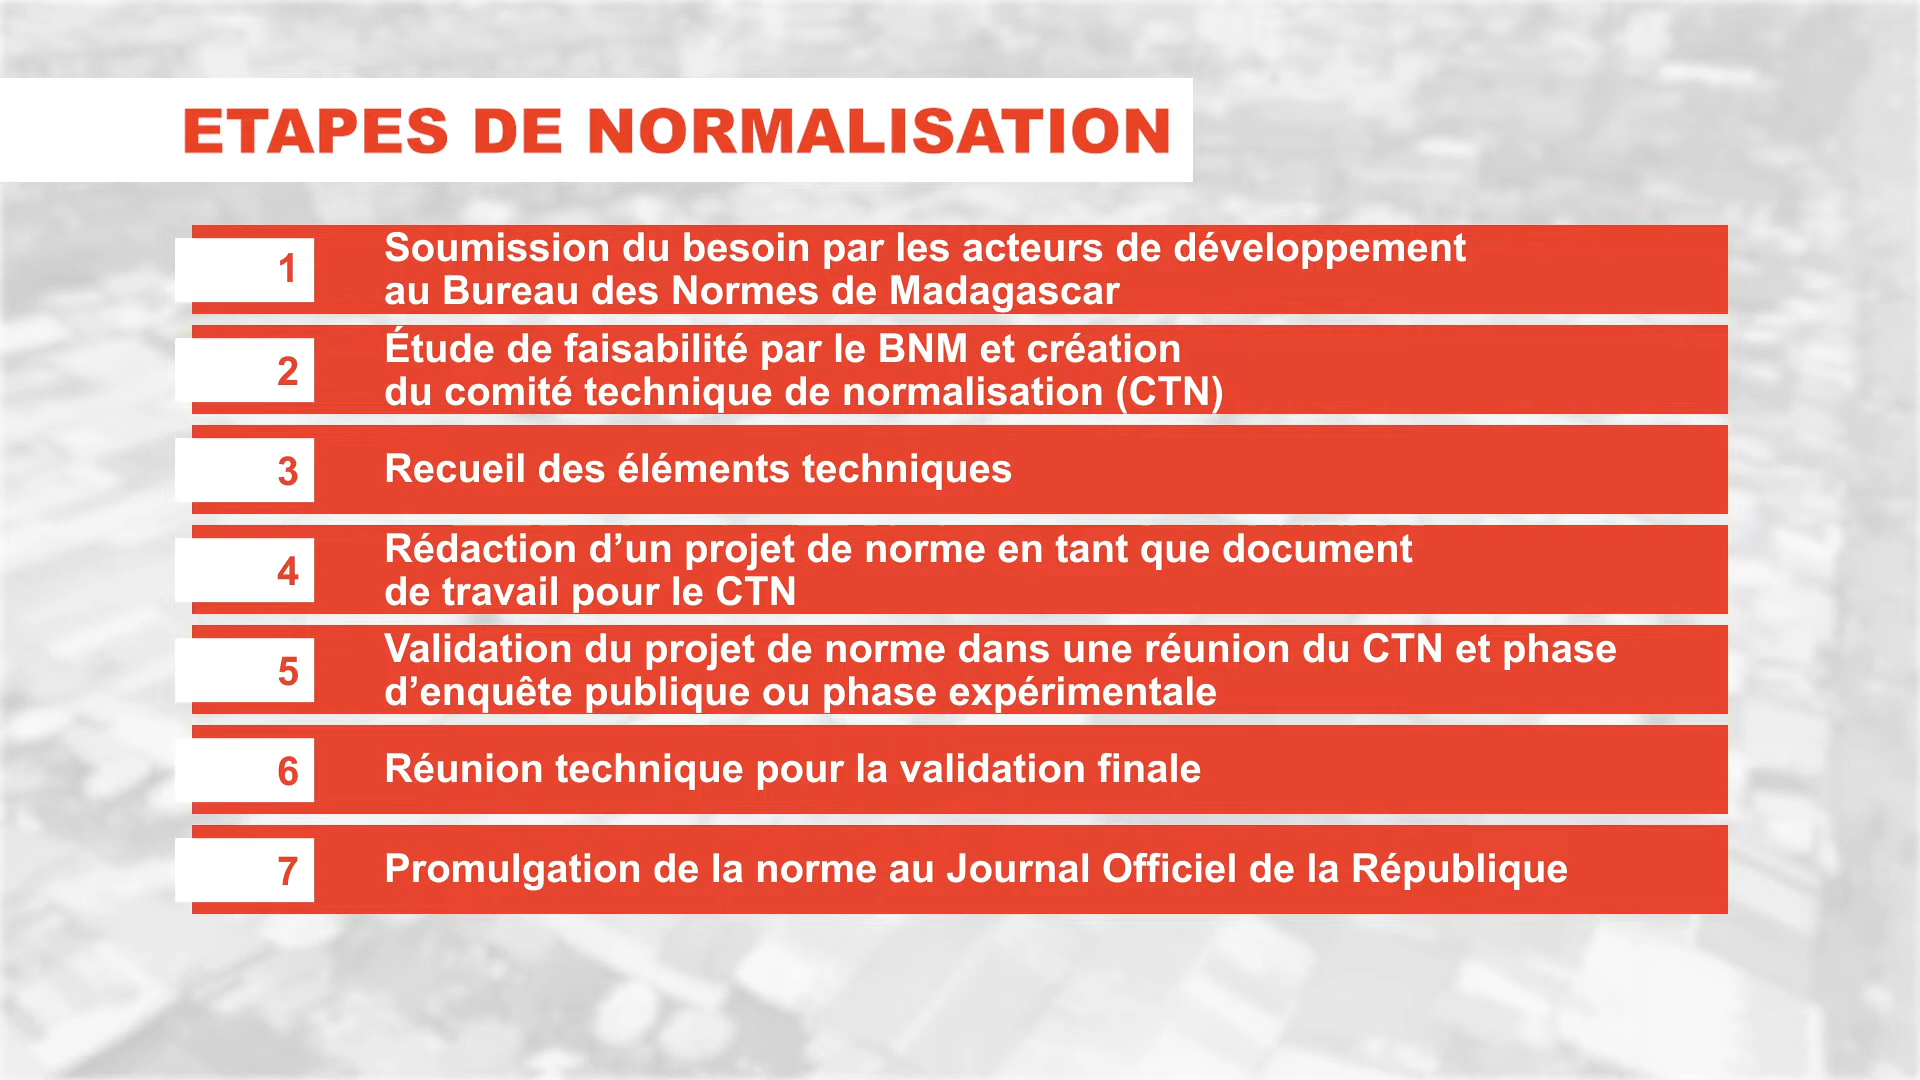 ETAPES DE NORMALISATION
1
Soumission du besoin par les acteurs de développement
au Bureau des Normes de Madagascar
2
Étude de faisabilité par le BNM et création
du comité technique de normalisation (CTN)
3
Recueil des éléments techniques
4
Rédaction d’un projet de norme en tant que document
de travail pour le CTN
5
Validation du projet de norme dans une réunion du CTN et phase
d’enquête publique ou phase expérimentale
6
Réunion technique pour la validation finale
7
Promulgation de la norme au Journal Officiel de la République